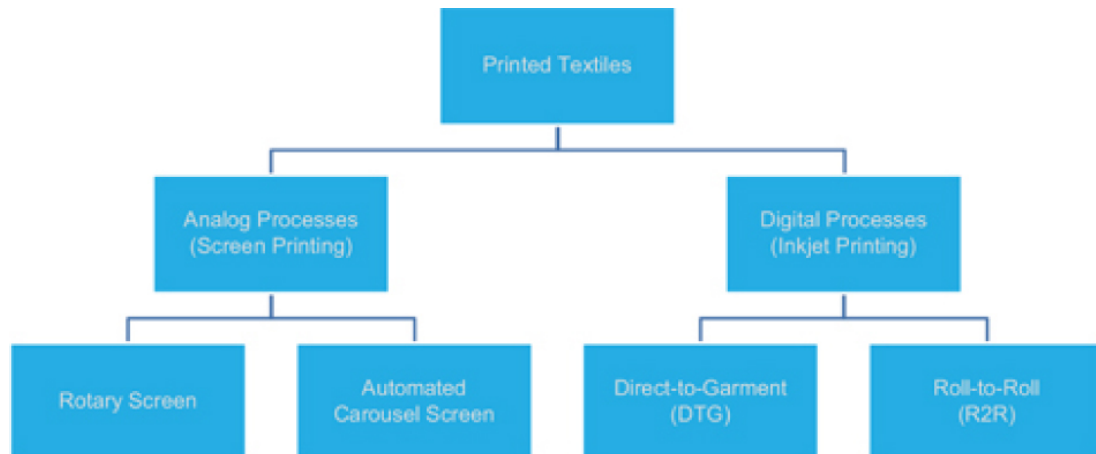 Printed Textiles
Analog Processes
(Screen Printing)
Digital Processes
(Inkjet Printing)
Rotary Screen
Automated
Carousel Screen
Direct-to-Garment
(DTG)
Roll-to-Roll
(R2R)